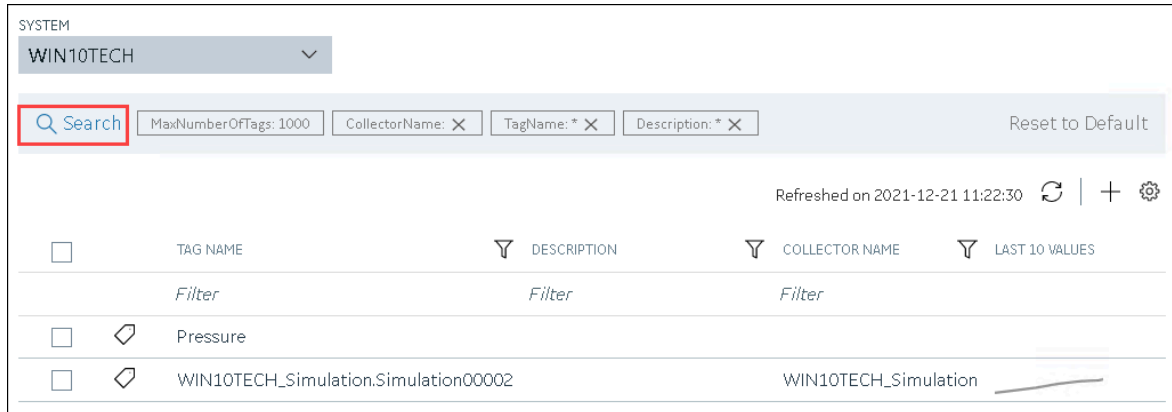 SYSTEM
WIN10TECH
Search MaxNumberOfTags: 1000 CollectorName: TagName: * Description: * Reset to Default
Refreshed on 2021-12-21 11:22:30
TAG NAME DESCRIPTION COLLECTOR NAME LAST 10 VALUES
Filter Filter Filter
Pressure
WIN10TECH_Simulation.Simulation00002 WIN10TECH_Simulation